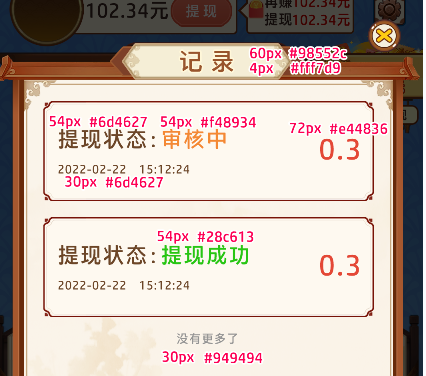 102.34元 提现 再赚102.34元
提现102.34元
记录 60px #98552c
4px #fff7d9
54px #6d4627 54px #f48934 72px #e44836
提现状态:审核中 0.3
2022-02-22 15:12:24
30px #6d4627
54px #28c613
提现状态:提现成功 0.3
2022-02-22 15:12:24
没有更多了
30px #949494